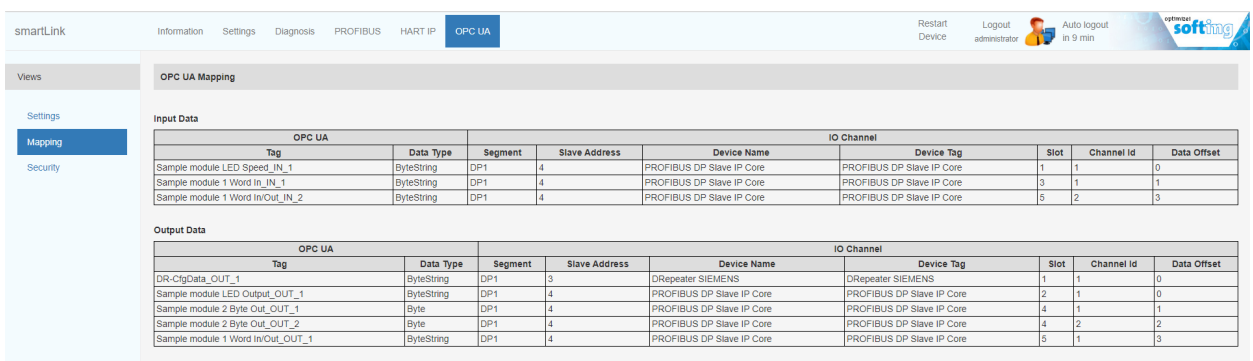 smartLink Information Settings Diagnosis PROFIBUS HART IP OPC UA Restart Device Logout administrator Auto logout in 9 min optimize! softing
Views
Settings
Mapping
Security
OPC UA Mapping
Input Data
OPC UA IO Channel
Tag Data Type Segment Slave Address Device Name Device Tag Slot Channel Id Data Offset
Sample module LED Speed_IN_1 ByteString DP1 4 PROFIBUS DP Slave IP Core PROFIBUS DP Slave IP Core 1 1 0
Sample module 1 Word In_IN_1 ByteString DP1 4 PROFIBUS DP Slave IP Core PROFIBUS DP Slave IP Core 3 1 1
Sample module 1 Word In/Out_IN_2 ByteString DP1 4 PROFIBUS DP Slave IP Core PROFIBUS DP Slave IP Core 5 2 3
Output Data
OPC UA IO Channel
Tag Data Type Segment Slave Address Device Name Device Tag Slot Channel Id Data Offset
DR-CfgData_OUT_1 ByteString DP1 3 DRepeater SIEMENS DRepeater SIEMENS 1 1 0
Sample module LED Output_OUT_1 ByteString DP1 4 PROFIBUS DP Slave IP Core PROFIBUS DP Slave IP Core 2 1 0
Sample module 2 Byte Out_OUT_1 Byte DP1 4 PROFIBUS DP Slave IP Core PROFIBUS DP Slave IP Core 4 1 1
Sample module 2 Byte Out_OUT_2 Byte DP1 4 PROFIBUS DP Slave IP Core PROFIBUS DP Slave IP Core 4 2 2
Sample module 1 Word In/Out_OUT_1 ByteString DP1 4 PROFIBUS DP Slave IP Core PROFIBUS DP Slave IP Core 5 1 3